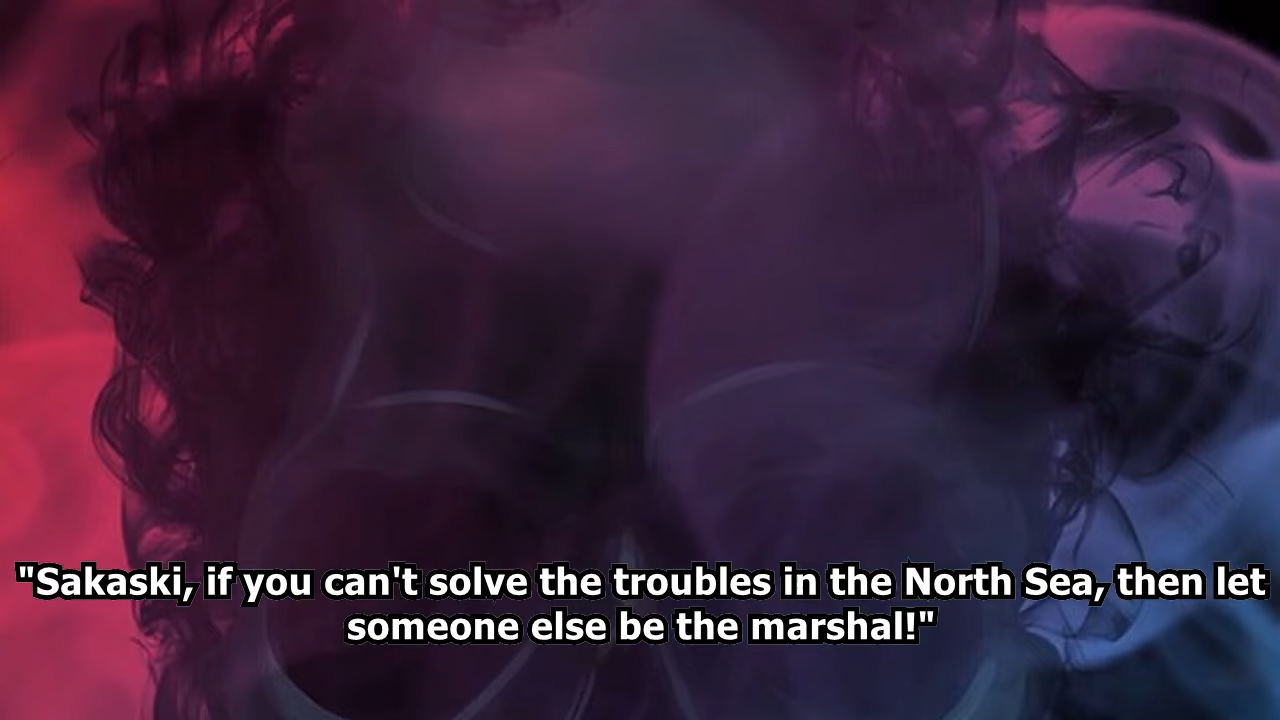 "Sakaski, if you can't solve the troubles in the North Sea, then let
someone else be the marshal!"